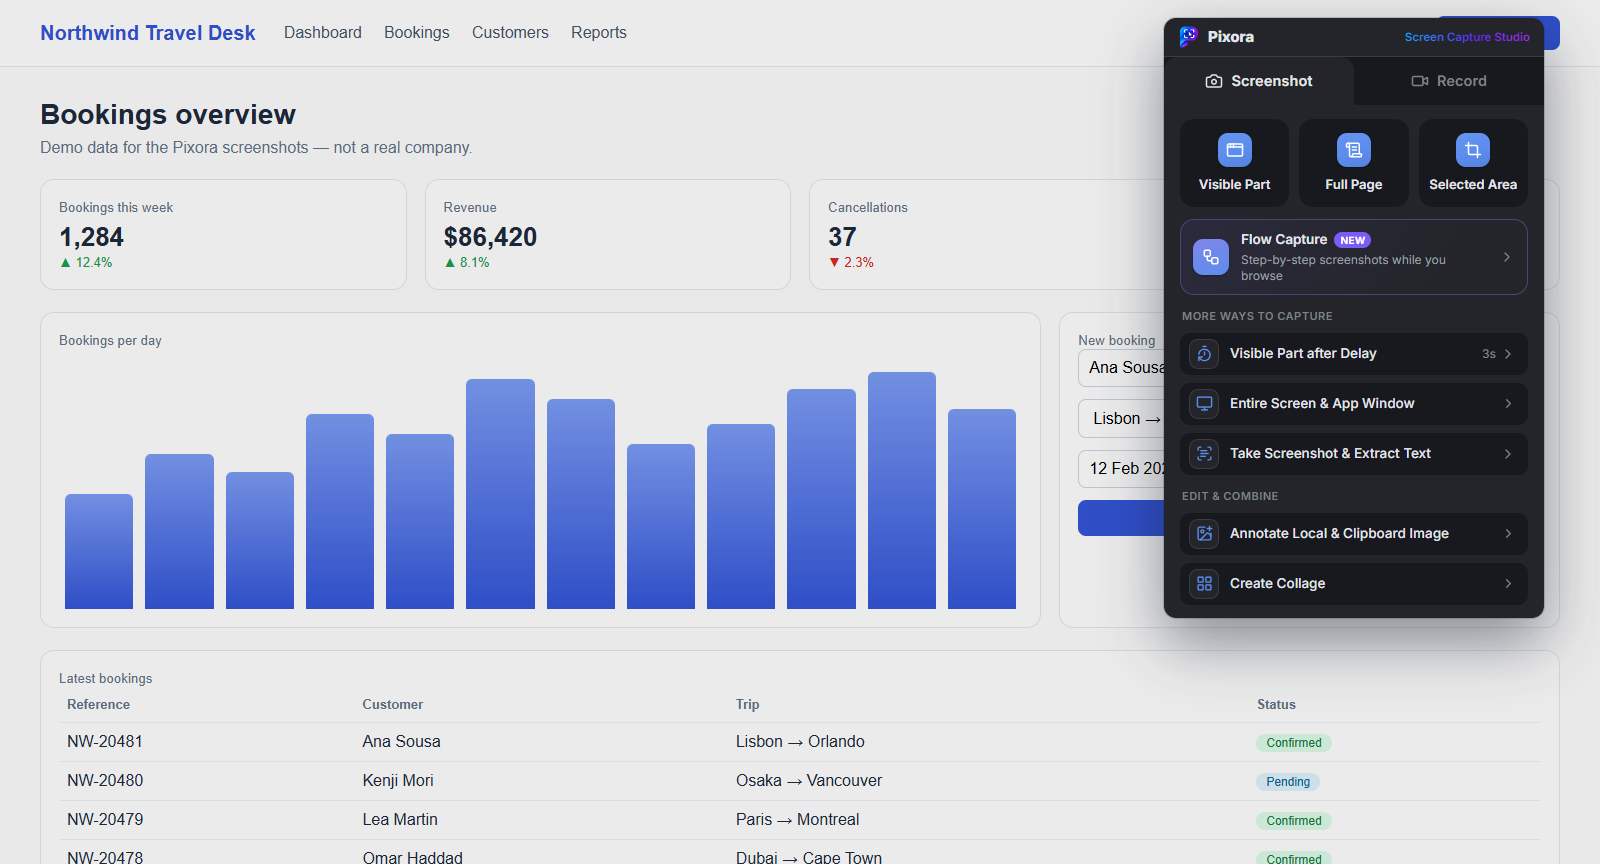 Northwind Travel Desk
Dashboard
Bookings
Customers
Reports
Bookings overview
Demo data for the Pixora screenshots — not a real company.
Bookings this week
1,284
▲ 12.4%
Revenue
$86,420
▲ 8.1%
Cancellations
37
▼ 2.3%
Bookings per day
New booking
Ana Sousa
Lisbon →
12 Feb 202
Latest bookings
Reference Customer Trip Status
NW-20481 Ana Sousa Lisbon → Orlando Confirmed
NW-20480 Kenji Mori Osaka → Vancouver Pending
NW-20479 Lea Martin Paris → Montreal Confirmed
NW-20478 Omar Haddad Dubai → Cape Town Confirmed
Pixora
Screen Capture Studio
Screenshot
Record
Visible Part
Full Page
Selected Area
Flow Capture NEW
Step-by-step screenshots while you
browse
MORE WAYS TO CAPTURE
Visible Part after Delay 3s
Entire Screen & App Window
Take Screenshot & Extract Text
EDIT & COMBINE
Annotate Local & Clipboard Image
Create Collage